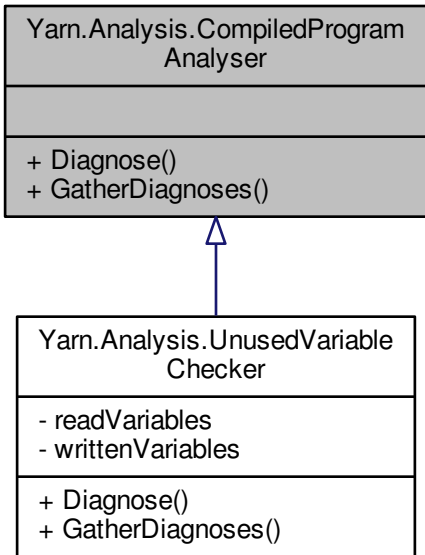 Yarn.Analysis.CompiledProgram
Analyser
+ Diagnose()
+ GatherDiagnoses()
Yarn.Analysis.UnusedVariable
Checker
- readVariables
- writtenVariables
+ Diagnose()
+ GatherDiagnoses()